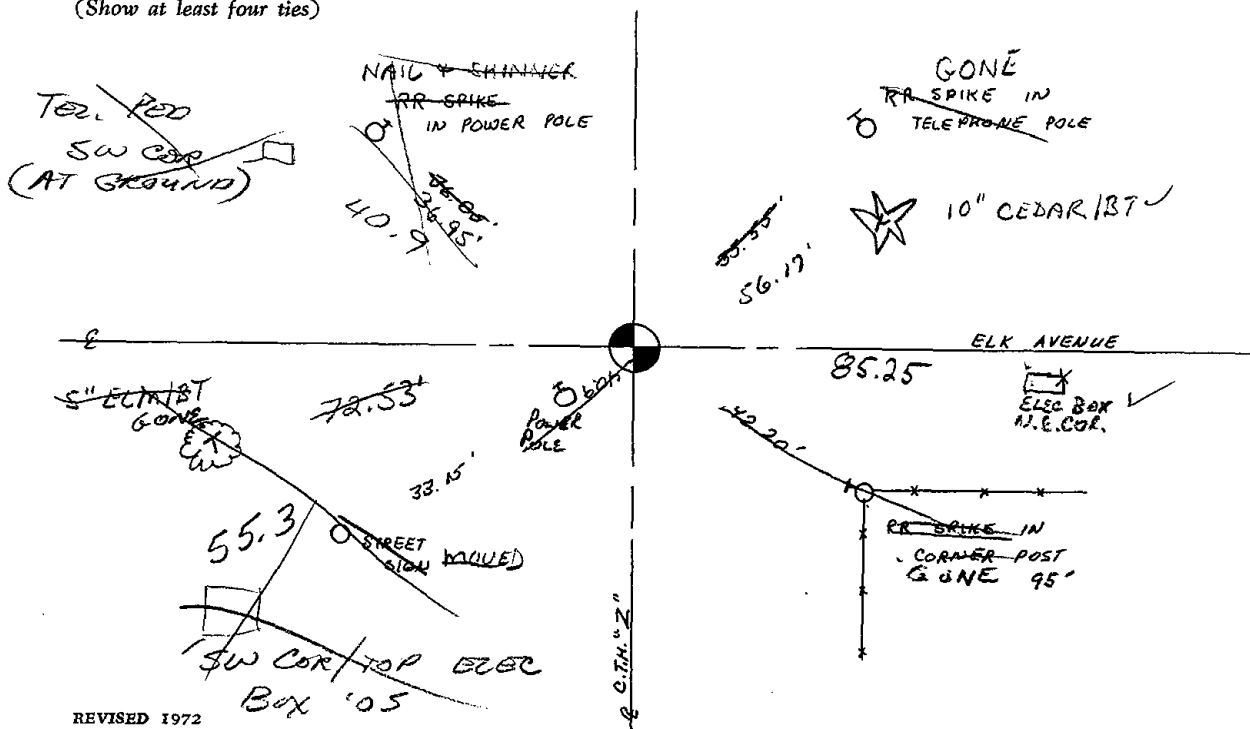 (Show at least four ties)
NAIL & SHINNER
RR SPIKE
IN POWER POLE
GONE
RR SPIKE IN
TELEPHONE POLE
TEL. PED
SW COR
(AT GROUND)
36.95'
40.9
10" CEDAR/BT ✓
56.17'
ELK AVENUE
85.25
ELEC BOX ✓
N.E. COR.
5" ELM/BT
GONE
72.53'
POWER
POLE
42.20'
33.15'
55.3
STREET
SIGN MOVED
RR SPIKE IN
CORNER POST
GONE 95'
C.T.H. "Z"
SW COR/TOP ELEC
BOX '05
REVISED 1972